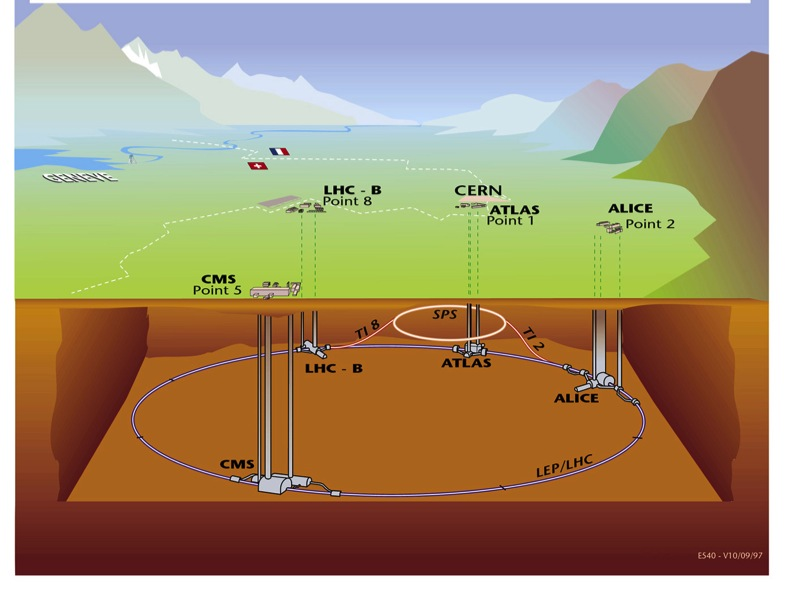 GENEVE
LHC - B
Point 8
CERN
ATLAS
Point 1
ALICE
Point 2
CMS
Point 5
SPS
TI 8
TI 2
LHC - B
ATLAS
ALICE
CMS
LEP/LHC
E540 - V10/09/97